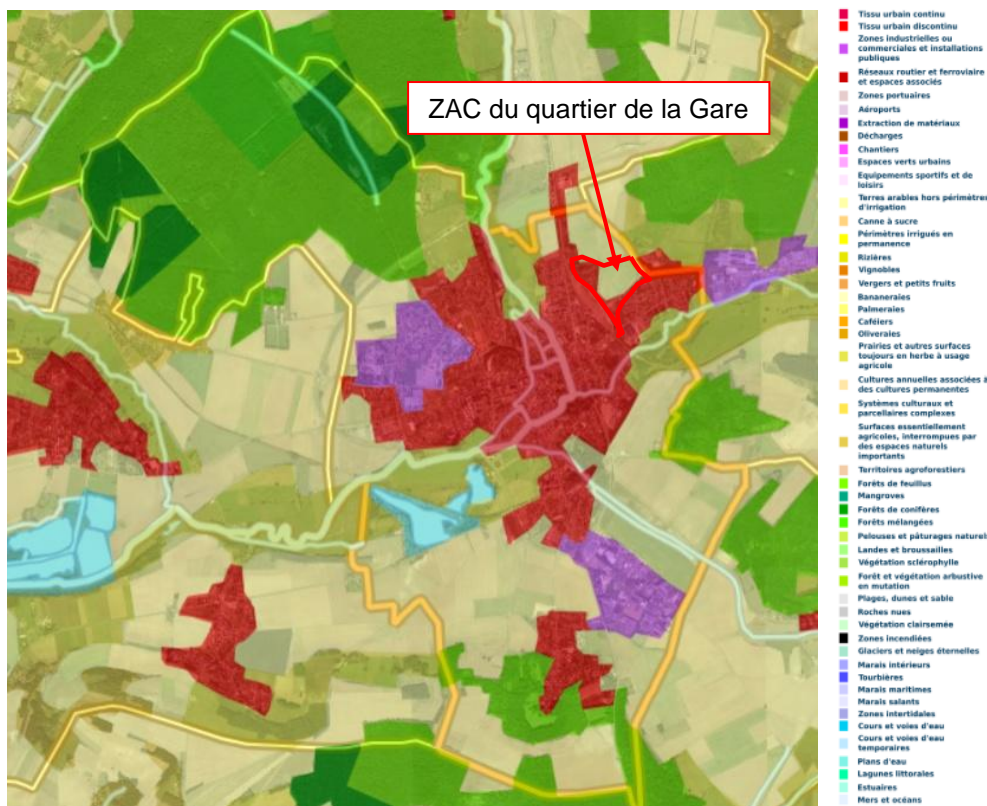 ZAC du quartier de la Gare
Tissu urbain continu
Tissu urbain discontinu
Zones industrielles ou
commerciales et installations
publiques
Réseaux routier et ferroviaire
et espaces associés
Zones portuaires
Aéroports
Extraction de matériaux
Décharges
Chantiers
Espaces verts urbains
Equipements sportifs et de
loisirs
Terres arables hors périmètres
d'irrigation
Canne à sucre
Périmètres irrigués en
permanence
Rizières
Vignobles
Vergers et petits fruits
Bananeraies
Palmeraies
Caféiers
Oliveraies
Prairies et autres surfaces
toujours en herbe à usage
agricole
Cultures annuelles associées à
des cultures permanentes
Systèmes culturaux et
parcellaires complexes
Surfaces essentiellement
agricoles, interrompues par
des espaces naturels
importants
Territoires agroforestiers
Forêts de feuillus
Mangroves
Forêts de conifères
Forêts mélangées
Pelouses et pâturages naturels
Landes et broussailles
Végétation sclérophylle
Forêt et végétation arbustive
en mutation
Plages, dunes et sable
Roches nues
Végétation clairsemée
Zones incendiées
Glaciers et neiges éternelles
Marais intérieurs
Tourbières
Marais maritimes
Marais salants
Zones intertidales
Cours et voies d'eau
Cours et voies d'eau
temporaires
Plans d'eau
Lagunes littorales
Estuaires
Mers et océans